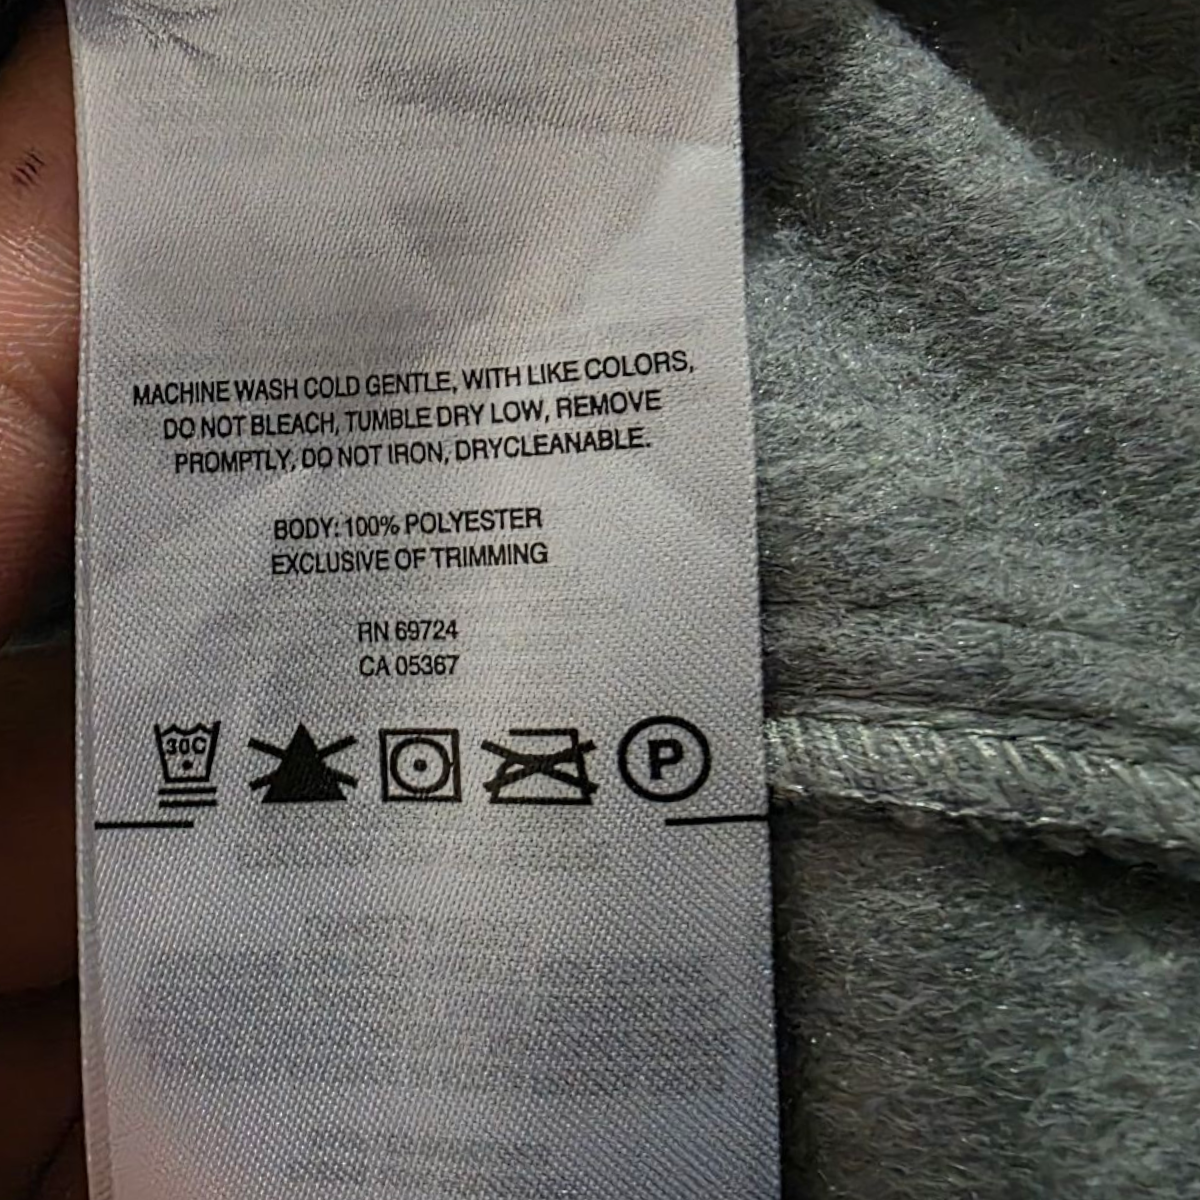 MACHINE WASH COLD GENTLE, WITH LIKE COLORS,
DO NOT BLEACH, TUMBLE DRY LOW, REMOVE
PROMPTLY, DO NOT IRON, DRYCLEANABLE.
BODY: 100% POLYESTER
EXCLUSIVE OF TRIMMING
RN 69724
CA 05367
30C P